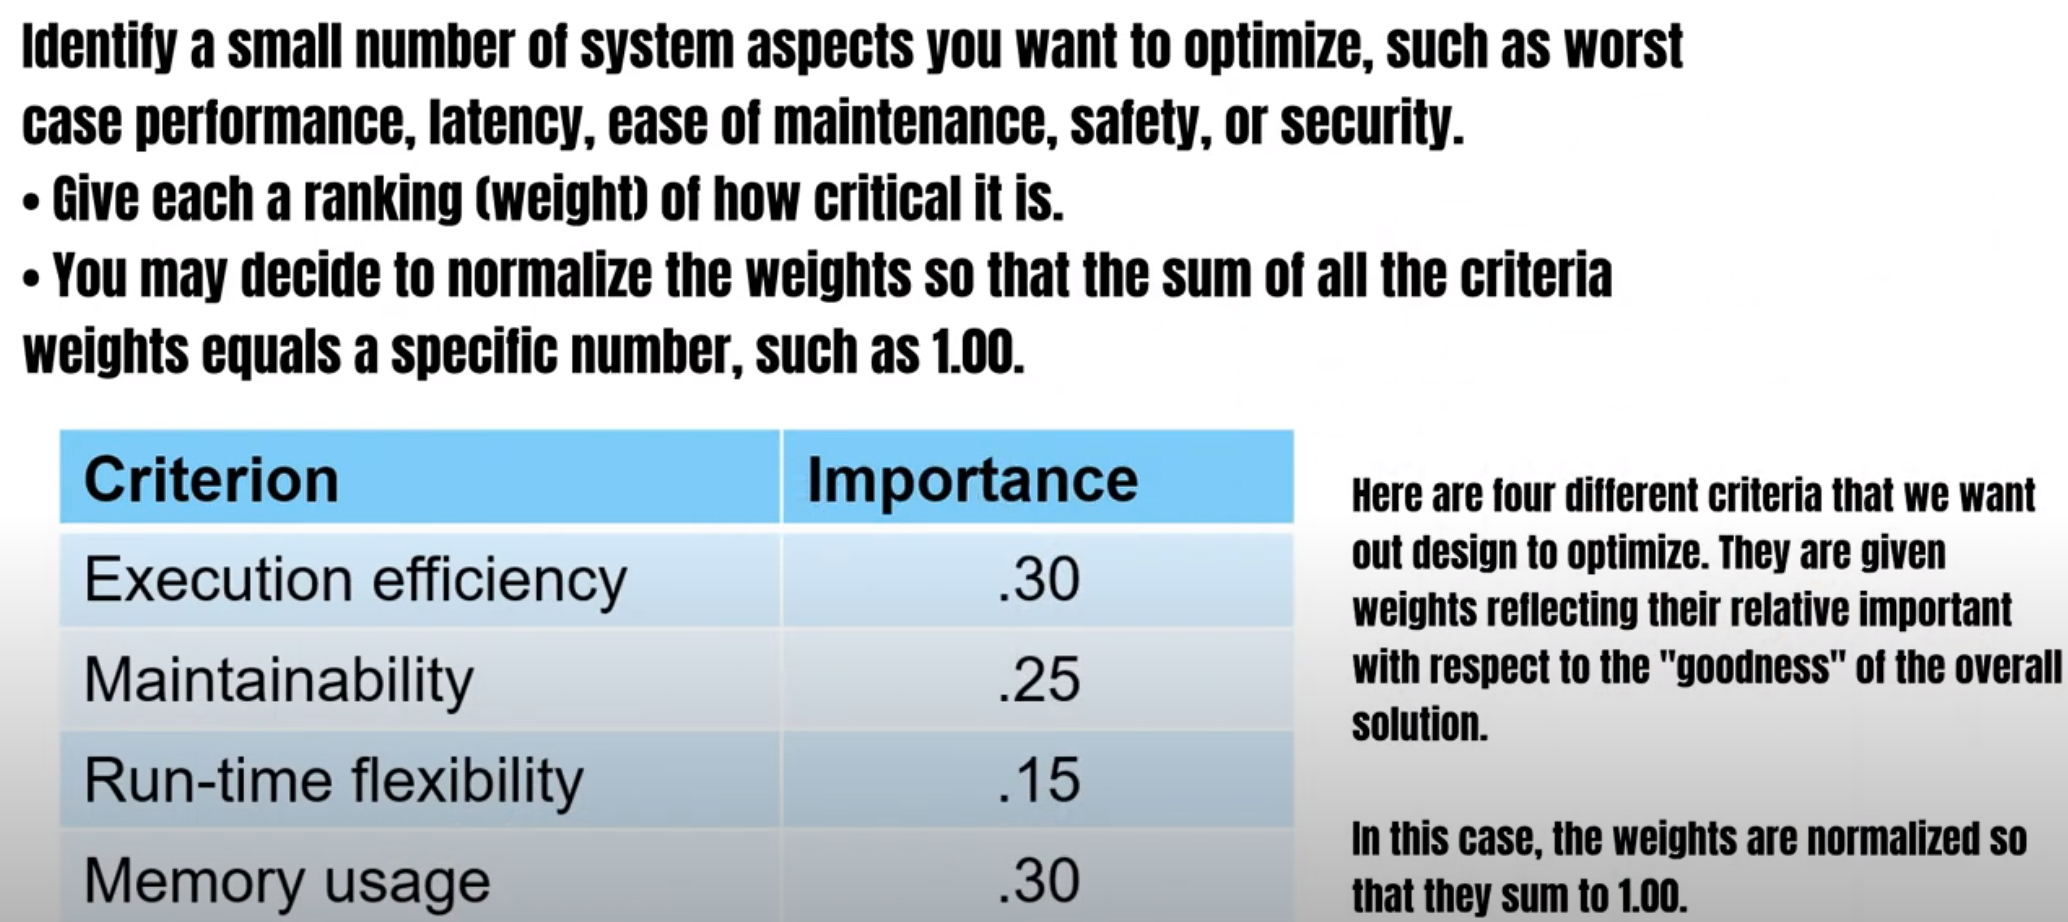 Identify a small number of system aspects you want to optimize, such as worst
case performance, latency, ease of maintenance, safety, or security.
• Give each a ranking (weight) of how critical it is.
• You may decide to normalize the weights so that the sum of all the criteria
weights equals a specific number, such as 1.00.
Criterion Importance
Execution efficiency .30
Maintainability .25
Run-time flexibility .15
Memory usage .30
Here are four different criteria that we want
out design to optimize. They are given
weights reflecting their relative important
with respect to the "goodness" of the overall
solution.
In this case, the weights are normalized so
that they sum to 1.00.